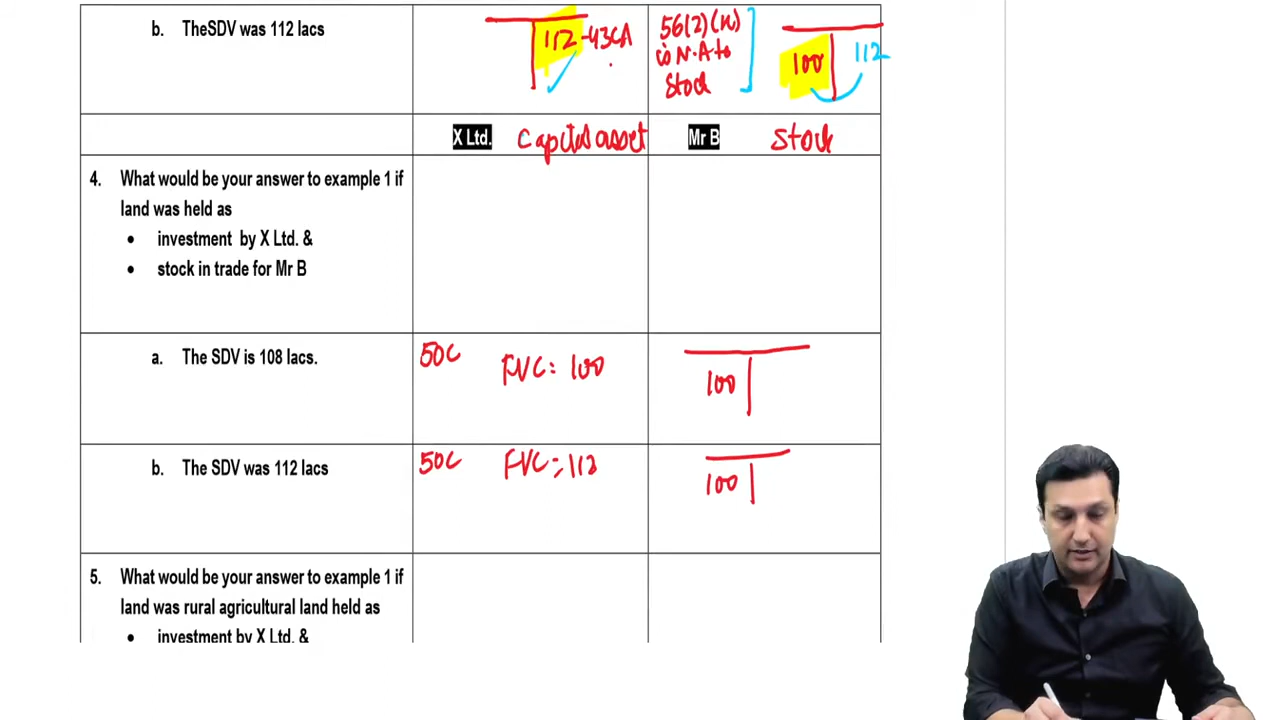 b. TheSDV was 112 lacs
112 -43CA
56(2)(x)
is N.A to
Stock
100 112
X Ltd. Capital asset Mr B Stock
4. What would be your answer to example 1 if
land was held as
• investment by X Ltd. &
• stock in trade for Mr B
a. The SDV is 108 lacs. 50C FVC = 100 100
b. The SDV was 112 lacs 50C FVC = 112 100
5. What would be your answer to example 1 if
land was rural agricultural land held as
• investment by X Ltd. &